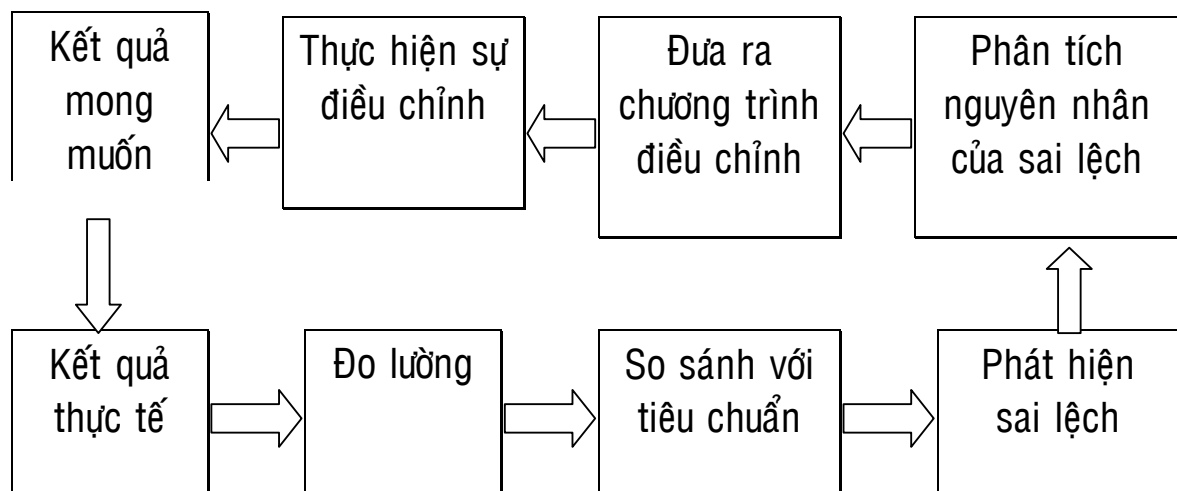 Kết quả
mong
muốn
Thực hiện sự
điều chỉnh
Đưa ra
chương trình
điều chỉnh
Phân tích
nguyên nhân
của sai lệch
Kết quả
thực tế
Đo lường
So sánh với
tiêu chuẩn
Phát hiện
sai lệch